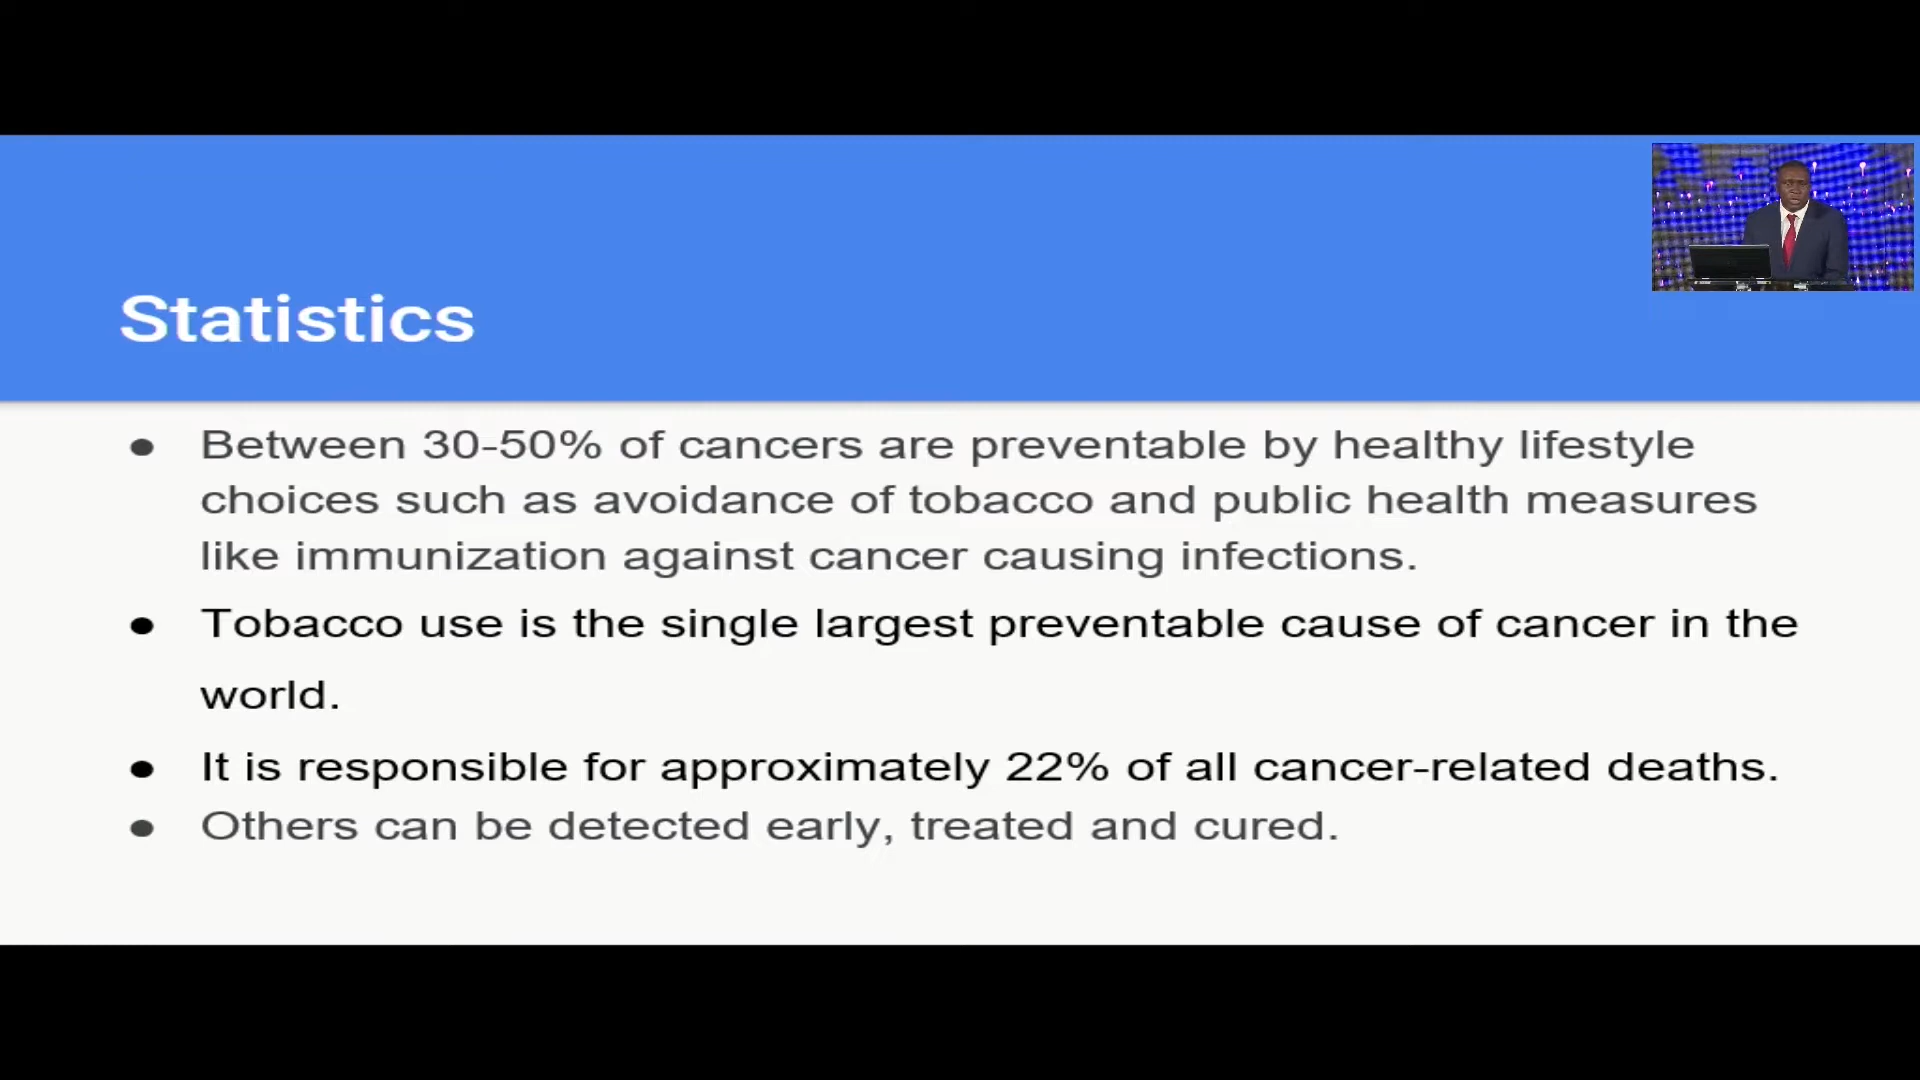 Statistics
● Between 30-50% of cancers are preventable by healthy lifestyle
choices such as avoidance of tobacco and public health measures
like immunization against cancer causing infections.
● Tobacco use is the single largest preventable cause of cancer in the
world.
● It is responsible for approximately 22% of all cancer-related deaths.
● Others can be detected early, treated and cured.